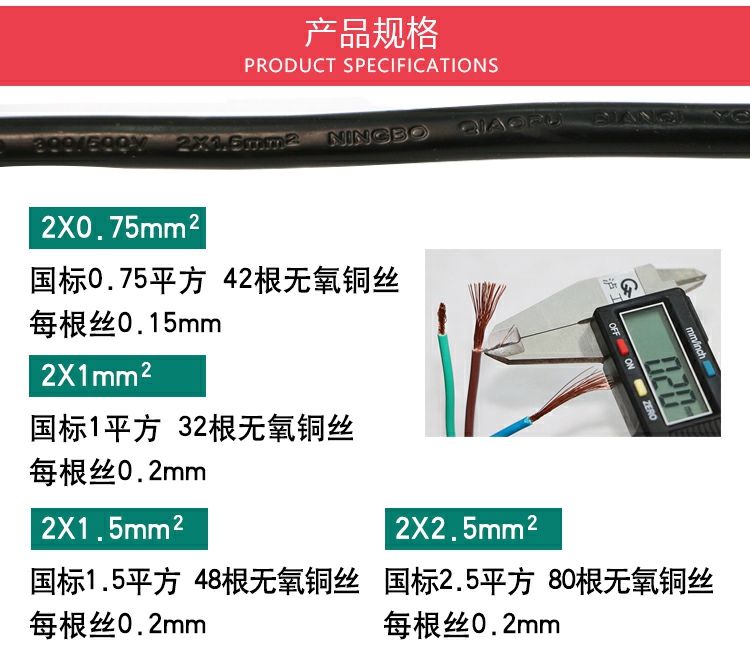 产品规格
PRODUCT SPECIFICATIONS
300/500V 2X1.5mm² NINGBO QIAOPU DIANQI
2X0.75mm²
国标0.75平方 42根无氧铜丝
每根丝0.15mm
2X1mm²
国标1平方 32根无氧铜丝
每根丝0.2mm
沪工
OFF
ON
ZERO
mm/inch
0.20
2X1.5mm²
国标1.5平方 48根无氧铜丝
每根丝0.2mm
2X2.5mm²
国标2.5平方 80根无氧铜丝
每根丝0.2mm